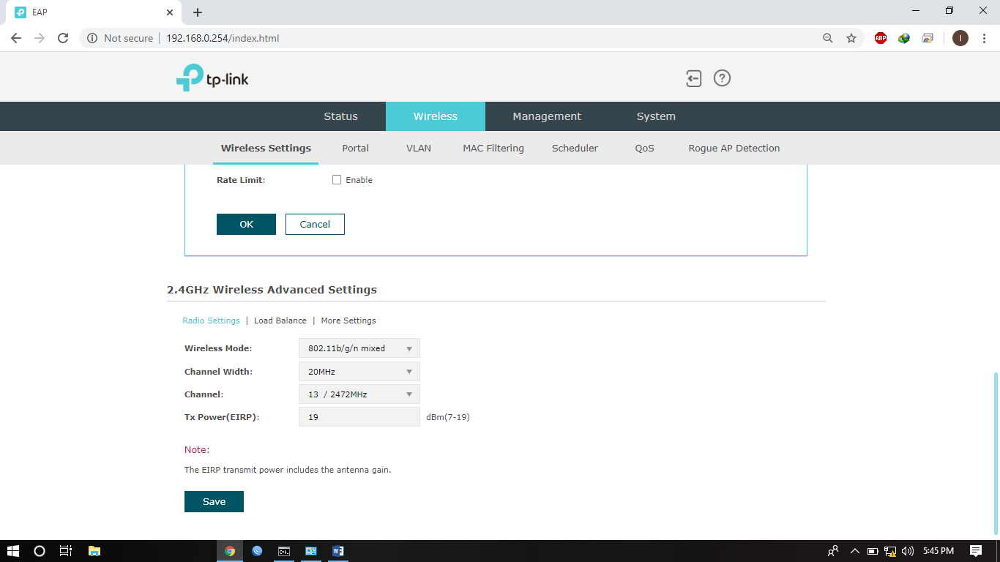 EAP
Not secure 192.168.0.254/index.html
ABP
I
tp-link
Status Wireless Management System
Wireless Settings Portal VLAN MAC Filtering Scheduler QoS Rogue AP Detection
Rate Limit: Enable
OK Cancel
2.4GHz Wireless Advanced Settings
Radio Settings | Load Balance | More Settings
Wireless Mode: 802.11b/g/n mixed
Channel Width: 20MHz
Channel: 13 / 2472MHz
Tx Power(EIRP): 19 dBm(7-19)
Note:
The EIRP transmit power includes the antenna gain.
Save
5:45 PM